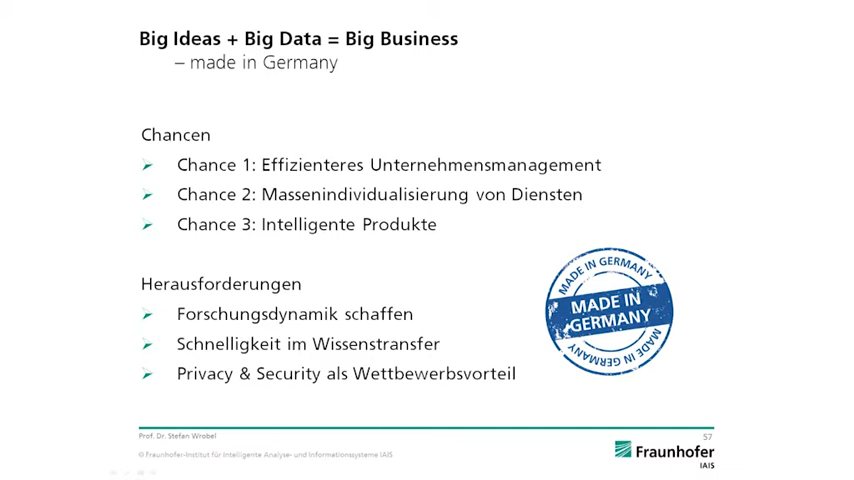 Big Ideas + Big Data = Big Business
– made in Germany
Chancen
Chance 1: Effizienteres Unternehmensmanagement
Chance 2: Massenindividualisierung von Diensten
Chance 3: Intelligente Produkte
Herausforderungen
Forschungsdynamik schaffen
Schnelligkeit im Wissenstransfer
Privacy & Security als Wettbewerbsvorteil
MADE IN GERMANY
MADE IN
GERMANY
MADE IN GERMANY
Prof. Dr. Stefan Wrobel
57
© Fraunhofer-Institut für Intelligente Analyse- und Informationssysteme IAIS
Fraunhofer
IAIS